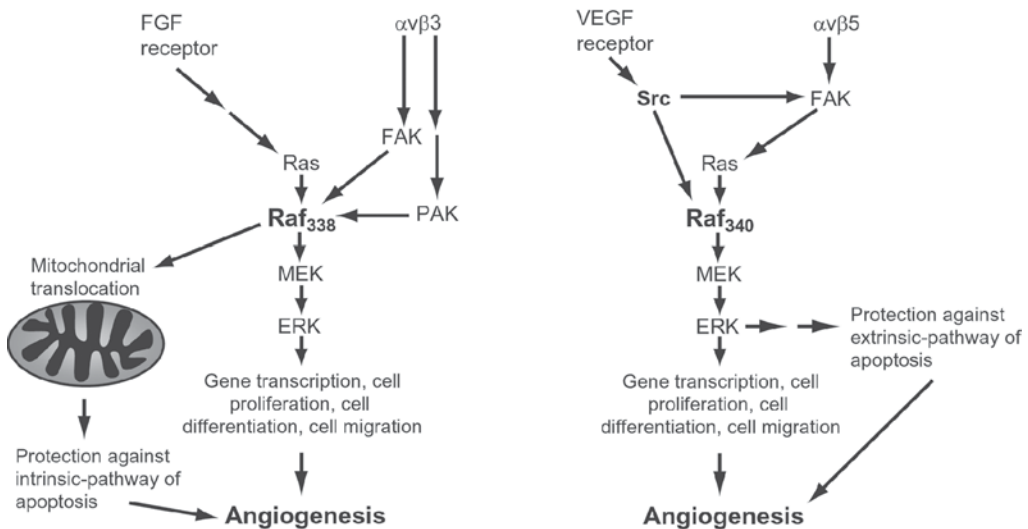 FGF
receptor
αvβ3
FAK
Ras
Raf338
PAK
Mitochondrial
translocation
MEK
ERK
Gene transcription, cell
proliferation, cell
differentiation, cell migration
Protection against
intrinsic-pathway of
apoptosis
Angiogenesis
VEGF
receptor
αvβ5
Src
FAK
Ras
Raf340
MEK
ERK
Protection against
extrinsic-pathway of
apoptosis
Gene transcription, cell
proliferation, cell
differentiation, cell migration
Angiogenesis